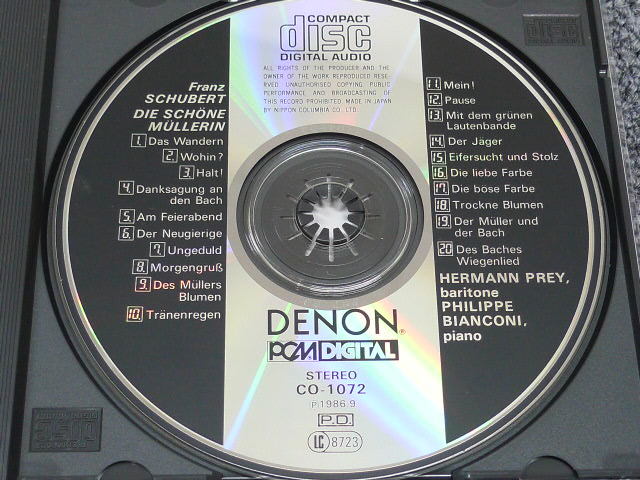 COMPACT
disc
DIGITAL AUDIO
ALL RIGHTS OF THE PRODUCER AND THE
OWNER OF THE WORK REPRODUCED RESE-
RVED UNAUTHORISED COPYING PUBLIC
PERFORMANCE AND BROADCASTING OF
THIS RECORD PROHIBITED. MADE IN JAPAN
BY NIPPON COLUMBIA CO. LTD.
Franz
SCHUBERT
DIE SCHÖNE
MÜLLERIN
1. Das Wandern
2. Wohin?
3. Halt!
4. Danksagung an
den Bach
5. Am Feierabend
6. Der Neugierige
7. Ungeduld
8. Morgengruß
9. Des Müllers
Blumen
10. Tränenregen
11. Mein!
12. Pause
13. Mit dem grünen
Lautenbande
14. Der Jäger
15. Eifersucht und Stolz
16. Die liebe Farbe
17. Die böse Farbe
18. Trockne Blumen
19. Der Müller und
der Bach
20. Des Baches
Wiegenlied
HERMANN PREY,
baritone
PHILIPPE
BIANCONI,
piano
DENON®
PCM DIGITAL
STEREO
CO-1072
P 1986.9
P.D.
LC 8723